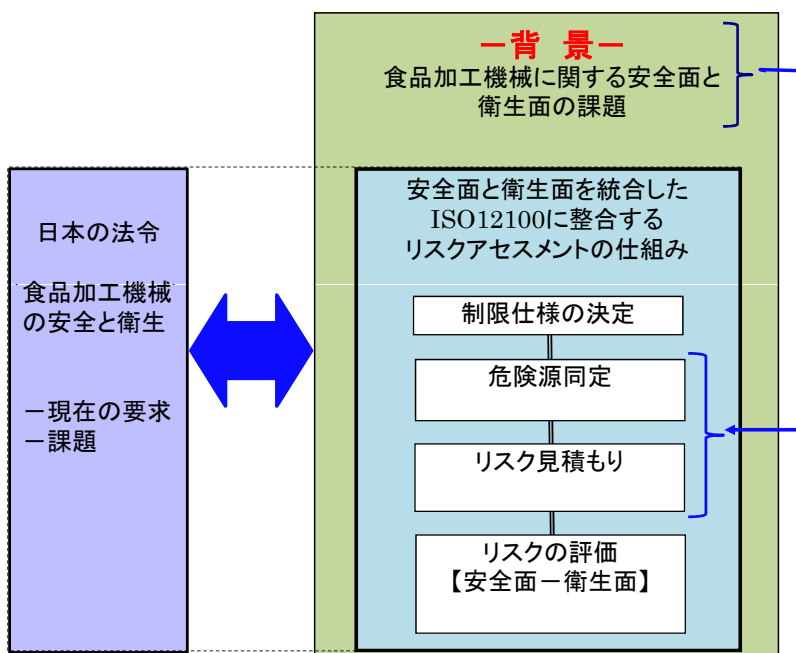 －背 景－
食品加工機械に関する安全面と
衛生面の課題
日本の法令
食品加工機械
の安全と衛生
－現在の要求
－課題
安全面と衛生面を統合した
ISO12100に整合する
リスクアセスメントの仕組み
制限仕様の決定
危険源同定
リスク見積もり
リスクの評価
【安全面－衛生面】